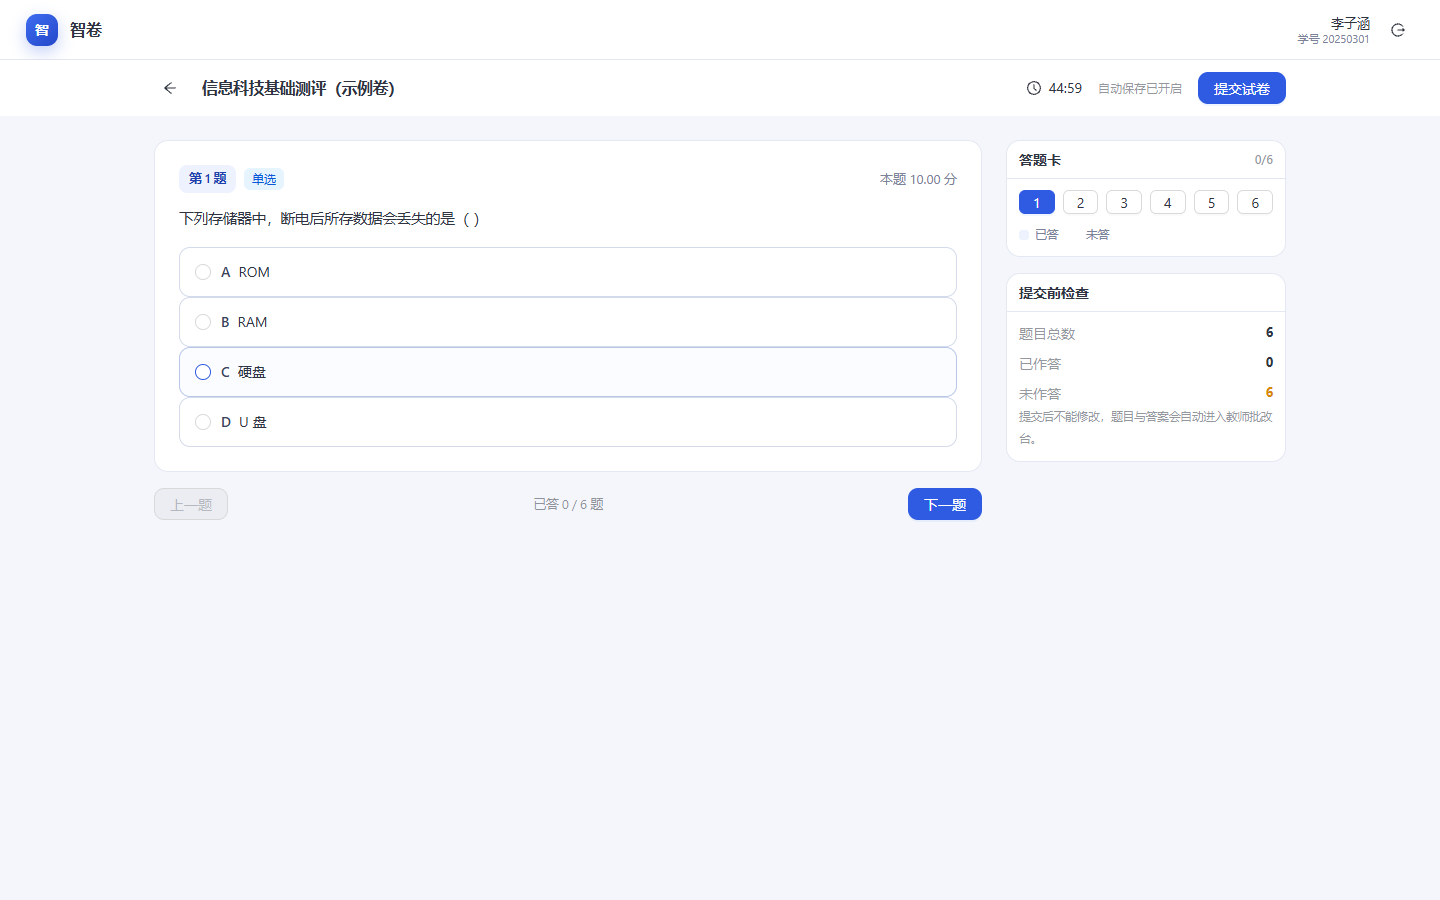 智 智卷
李子涵
学号 20250301
信息科技基础测评（示例卷）
44:59 自动保存已开启 提交试卷
第 1 题 单选 本题 10.00 分
下列存储器中，断电后所存数据会丢失的是（ ）
A ROM
B RAM
C 硬盘
D U 盘
上一题 已答 0 / 6 题 下一题
答题卡 0/6
1 2 3 4 5 6
已答 未答
提交前检查
题目总数 6
已作答 0
未作答 6
提交后不能修改，题目与答案会自动进入教师批改
台。